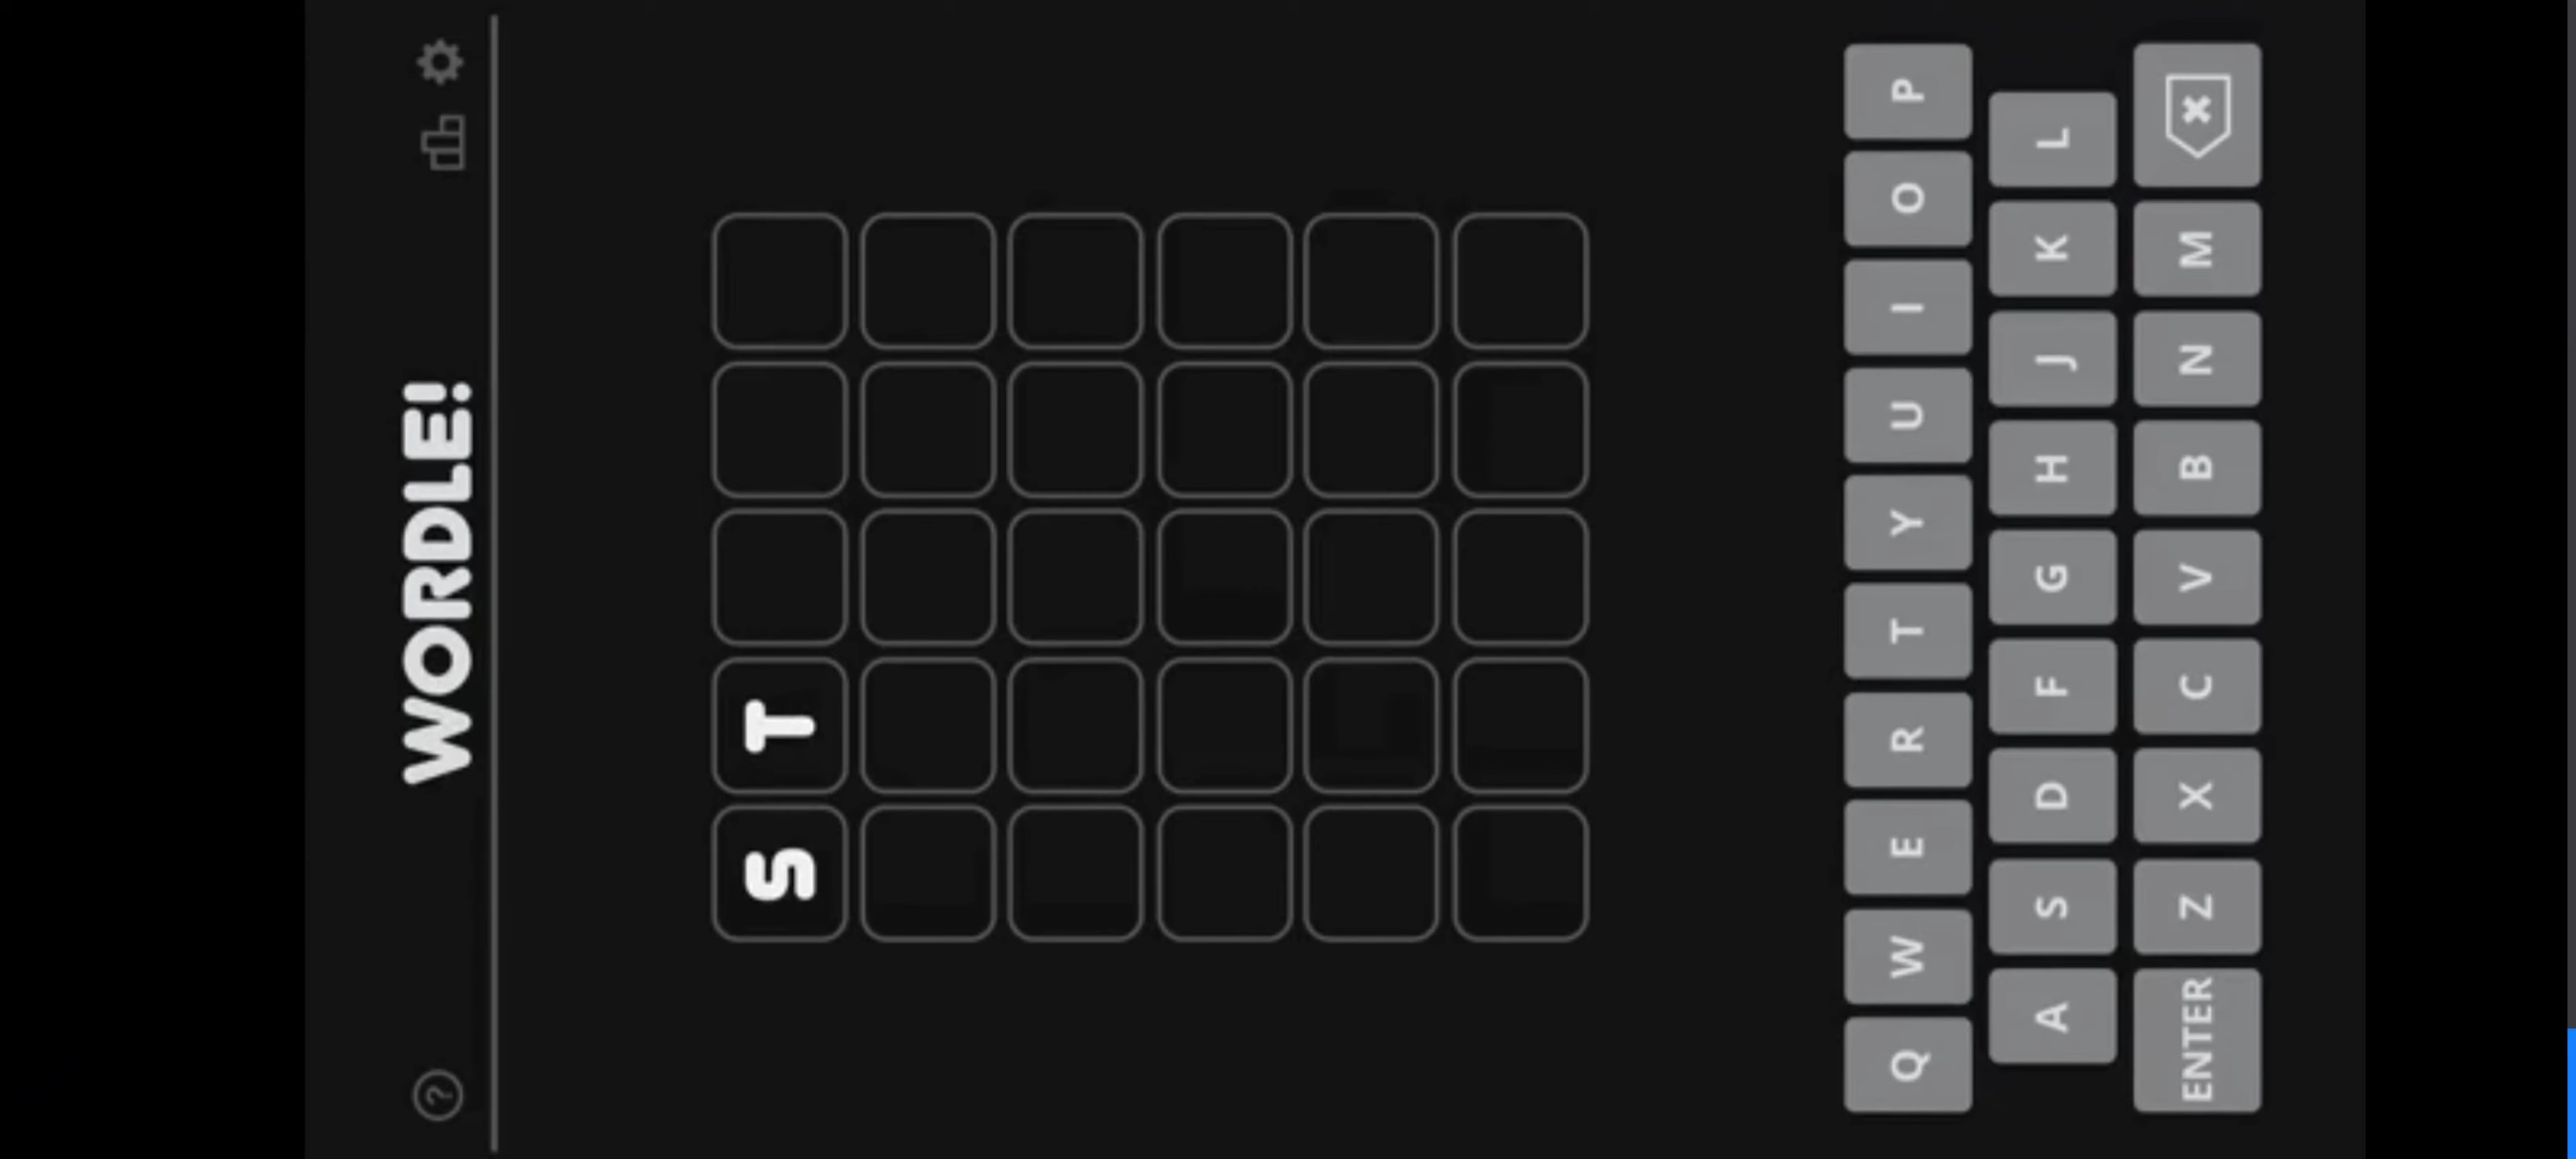 WORDLE!
S T
Q W E R T Y U I O P
A S D F G H J K L
ENTER Z X C V B N M